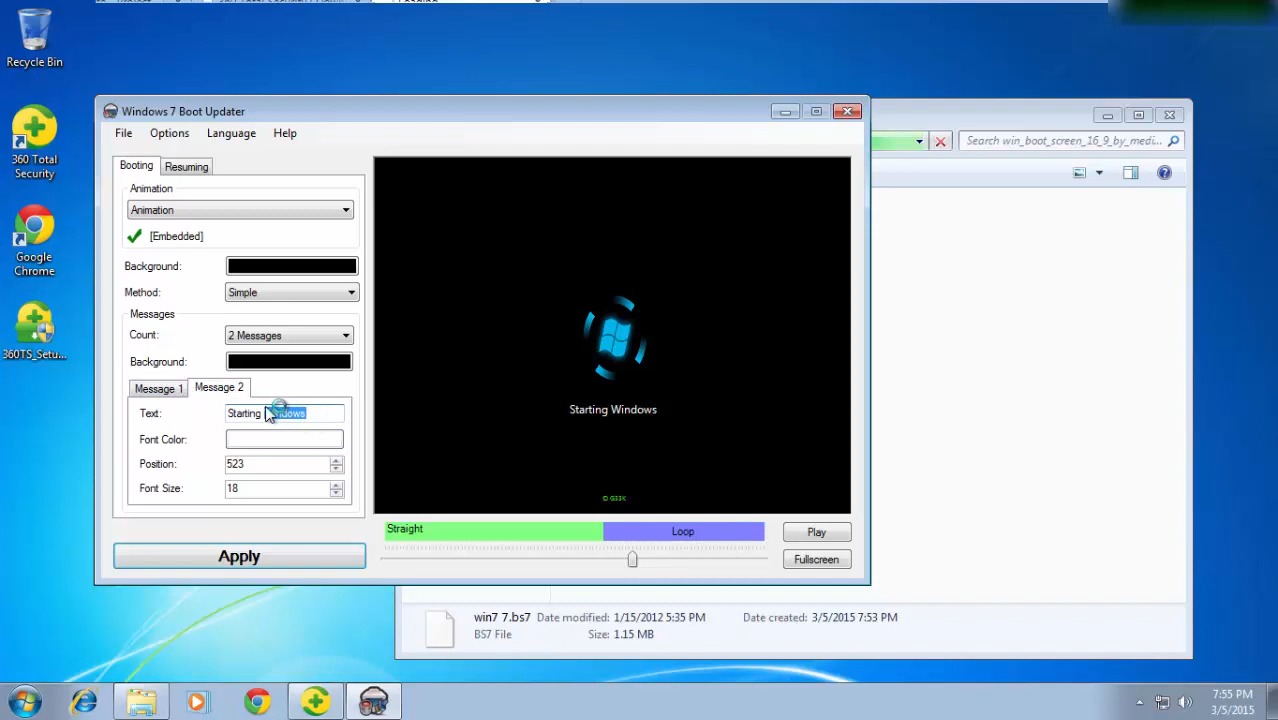 Recycle Bin
360 Total
Security
Google
Chrome
360TS_Setu...
Windows 7 Boot Updater
File Options Language Help
Booting Resuming
Animation
Animation
[Embedded]
Background:
Method: Simple
Messages
Count: 2 Messages
Background:
Message 1 Message 2
Text: Starting
Font Color:
Position: 523
Font Size: 18
Apply
Starting Windows
© G33K
Straight Loop
Play
Fullscreen
Search win_boot_screen_16_9_by_medi...
win7 7.bs7 Date modified: 1/15/2012 5:35 PM Date created: 3/5/2015 7:53 PM
BS7 File Size: 1.15 MB
7:55 PM
3/5/2015